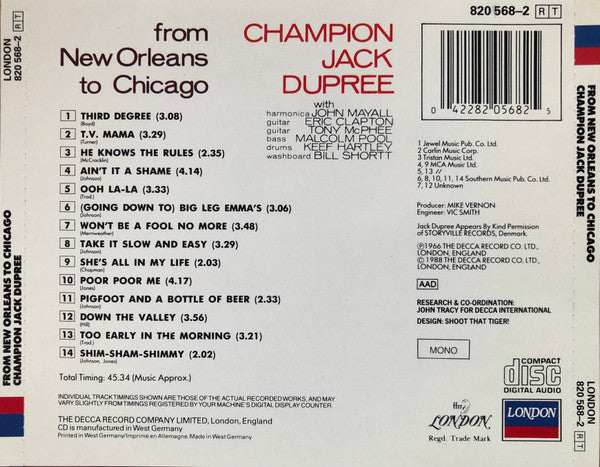 LONDON
820 568–2 R T
FROM NEW ORLEANS TO CHICAGO
CHAMPION JACK DUPREE
from
New Orleans
to Chicago
CHAMPION
JACK
DUPREE
with
harmonica JOHN MAYALL
guitar ERIC CLAPTON
guitar TONY McPHEE
bass MALCOLM POOL
drums KEEF HARTLEY
washboard BILL SHORTT
1 THIRD DEGREE (3.08)
(Boyd)
2 T.V. MAMA (3.29)
(Turner)
3 HE KNOWS THE RULES (2.35)
(McCracklin)
4 AIN'T IT A SHAME (4.14)
(Johnson)
5 OOH LA-LA (3.33)
(Trad.)
6 (GOING DOWN TO) BIG LEG EMMA'S (3.06)
(Johnson)
7 WON'T BE A FOOL NO MORE (3.48)
(Merriweather)
8 TAKE IT SLOW AND EASY (3.29)
(Johnson)
9 SHE'S ALL IN MY LIFE (2.03)
(Chapman)
10 POOR POOR ME (4.17)
(Jones)
11 PIGFOOT AND A BOTTLE OF BEER (2.33)
(Johnson)
12 DOWN THE VALLEY (3.56)
(Hill)
13 TOO EARLY IN THE MORNING (3.21)
(Trad.)
14 SHIM-SHAM-SHIMMY (2.02)
(Johnson, Jones)
Total Timing: 45.34 (Music Approx.)
INDIVIDUAL TRACK TIMINGS SHOWN ARE THOSE OF THE ACTUAL RECORDED WORKS, AND MAY
VARY SLIGHTLY FROM TIMINGS REGISTERED BY YOUR MACHINE'S DIGITAL DISPLAY COUNTER
THE DECCA RECORD COMPANY LIMITED, London, England
CD is manufactured in West Germany
Printed in West Germany/Imprimé en Allemagne. Made in West Germany
820 568–2 R T
0 42282 05682 5
1 Jewel Music Pub. Co. Ltd.
2 Carlin Music Corp.
3 Tristan Music Ltd.
4, 9 MCA Music Ltd.
5, 13 //
6, 8, 10, 11, 14 Southern Music Pub. Co. Ltd.
7, 12 Unknown
Producer: MIKE VERNON
Engineer: VIC SMITH
Jack Dupree Appears By Kind Permission
of STORYVILLE RECORDS, Denmark.
Ⓟ1966 THE DECCA RECORD CO. LTD.,
LONDON, ENGLAND
© 1988 THE DECCA RECORD CO. LTD.,
LONDON, ENGLAND
AAD
RESEARCH & CO-ORDINATION:
JOHN TRACY FOR DECCA INTERNATIONAL
DESIGN: SHOOT THAT TIGER!
MONO
COMPACT
disc
DIGITAL AUDIO
LONDON
Regd. Trade Mark
LONDON
FROM NEW ORLEANS TO CHICAGO
CHAMPION JACK DUPREE
LONDON
820 568–2 R T